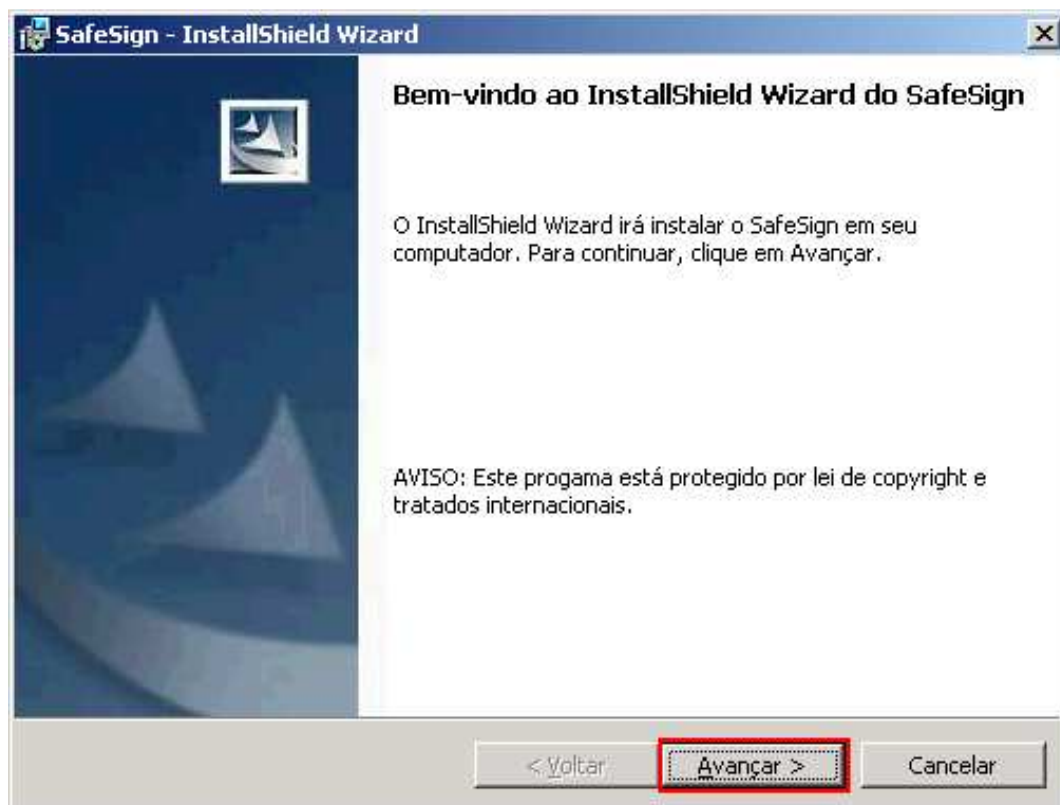 SafeSign - InstallShield Wizard
Bem-vindo ao InstallShield Wizard do SafeSign
O InstallShield Wizard irá instalar o SafeSign em seu
computador. Para continuar, clique em Avançar.
AVISO: Este progama está protegido por lei de copyright e
tratados internacionais.
< Voltar Avançar > Cancelar